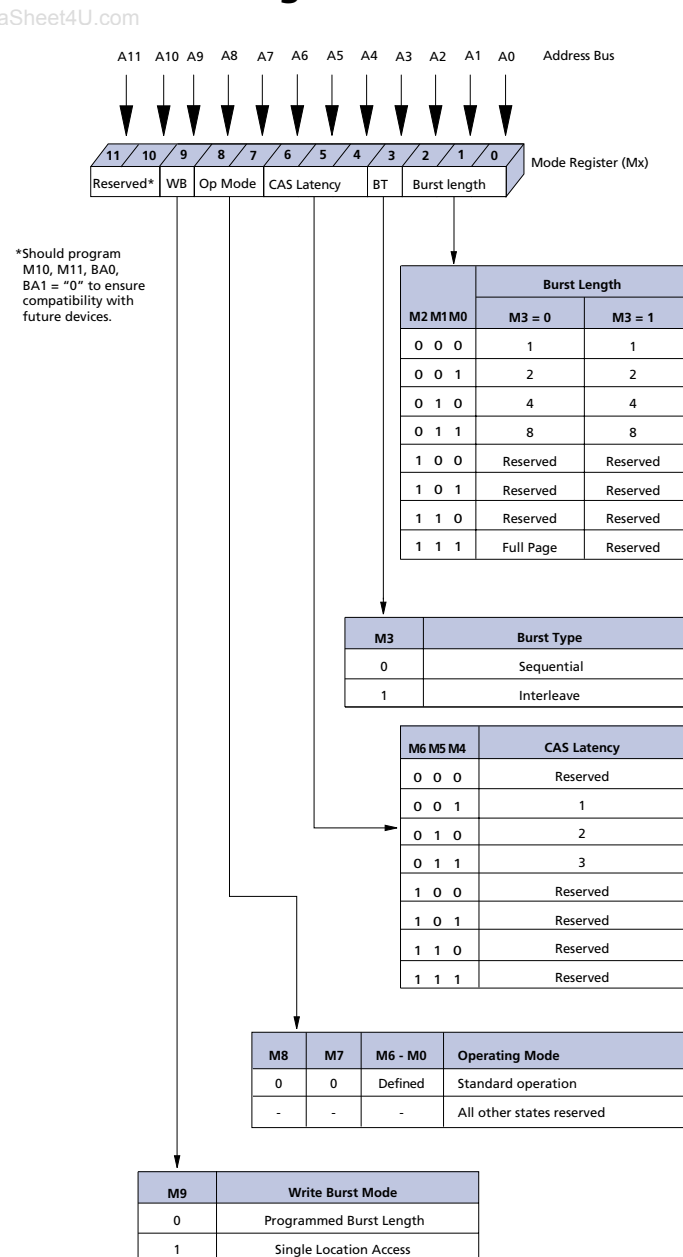 aSheet4U.com
A11 A10 A9 A8 A7 A6 A5 A4 A3 A2 A1 A0 Address Bus
11 10 9 8 7 6 5 4 3 2 1 0 Mode Register (Mx)
Reserved* WB Op Mode CAS Latency BT Burst length
*Should program
M10, M11, BA0,
BA1 = “0” to ensure
compatibility with
future devices.
Burst Length
M2 M1 M0 M3 = 0 M3 = 1
0 0 0 1 1
0 0 1 2 2
0 1 0 4 4
0 1 1 8 8
1 0 0 Reserved Reserved
1 0 1 Reserved Reserved
1 1 0 Reserved Reserved
1 1 1 Full Page Reserved
M3 Burst Type
0 Sequential
1 Interleave
M6 M5 M4 CAS Latency
0 0 0 Reserved
0 0 1 1
0 1 0 2
0 1 1 3
1 0 0 Reserved
1 0 1 Reserved
1 1 0 Reserved
1 1 1 Reserved
M8 M7 M6 - M0 Operating Mode
0 0 Defined Standard operation
- - - All other states reserved
M9 Write Burst Mode
0 Programmed Burst Length
1 Single Location Access